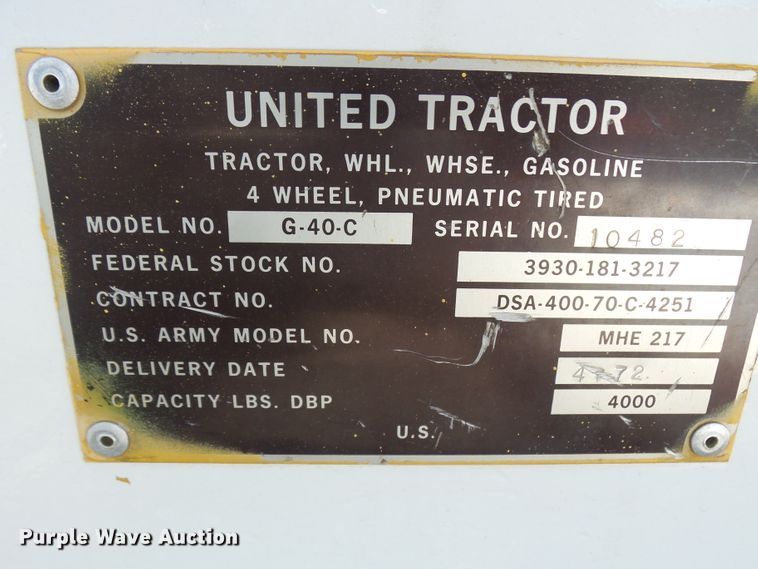 UNITED TRACTOR
TRACTOR, WHL., WHSE., GASOLINE
4 WHEEL, PNEUMATIC TIRED
MODEL NO. G-40-C SERIAL NO. 10482
FEDERAL STOCK NO. 3930-181-3217
CONTRACT NO. DSA-400-70-C-4251
U.S. ARMY MODEL NO. MHE 217
DELIVERY DATE 4-72
CAPACITY LBS. DBP 4000
U.S.
Purple Wave Auction